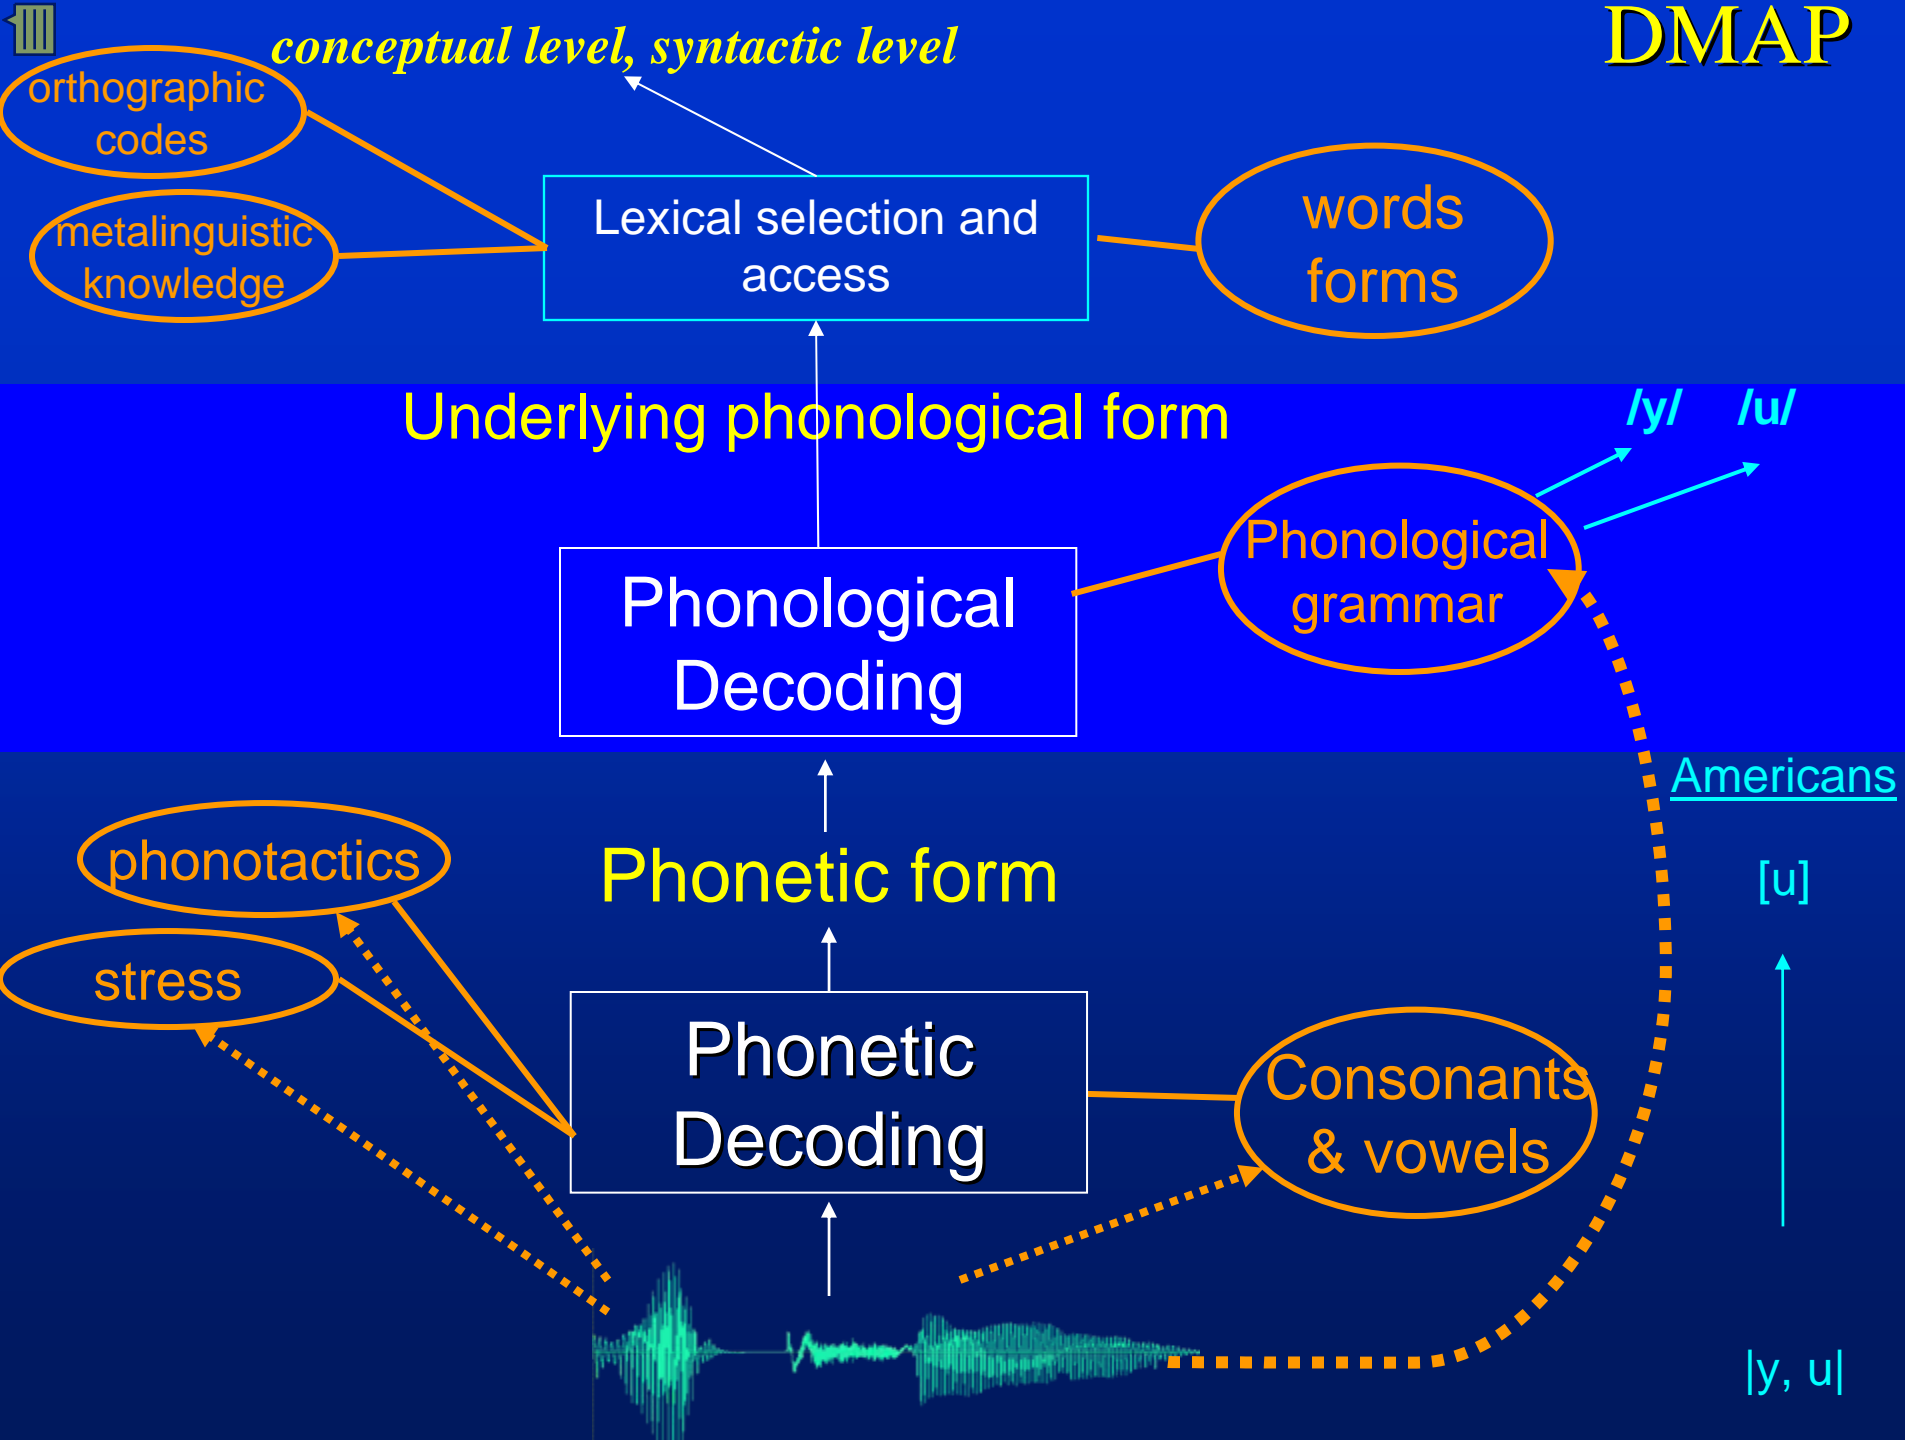 conceptual level, syntactic level
DMAP
orthographic
codes
metalinguistic
knowledge
Lexical selection and
access
words
forms
Underlying phonological form
/y/ /u/
Phonological
Decoding
Phonological
grammar
Americans
phonotactics
Phonetic form
[u]
stress
Phonetic
Decoding
Consonants
& vowels
|y, u|